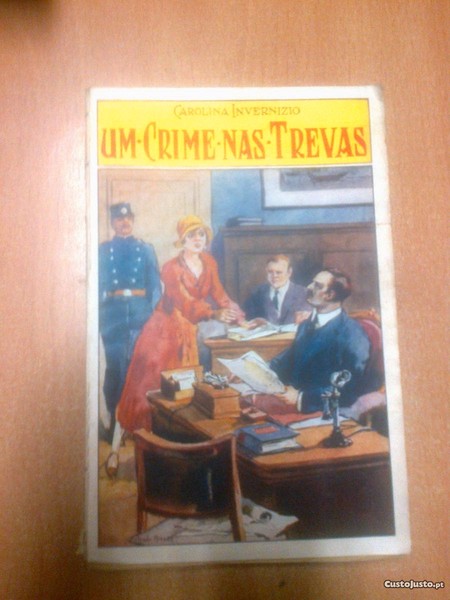 CAROLINA INVERNIZIO
UM·CRIME·NAS·TREVAS
CustoJusto.pt